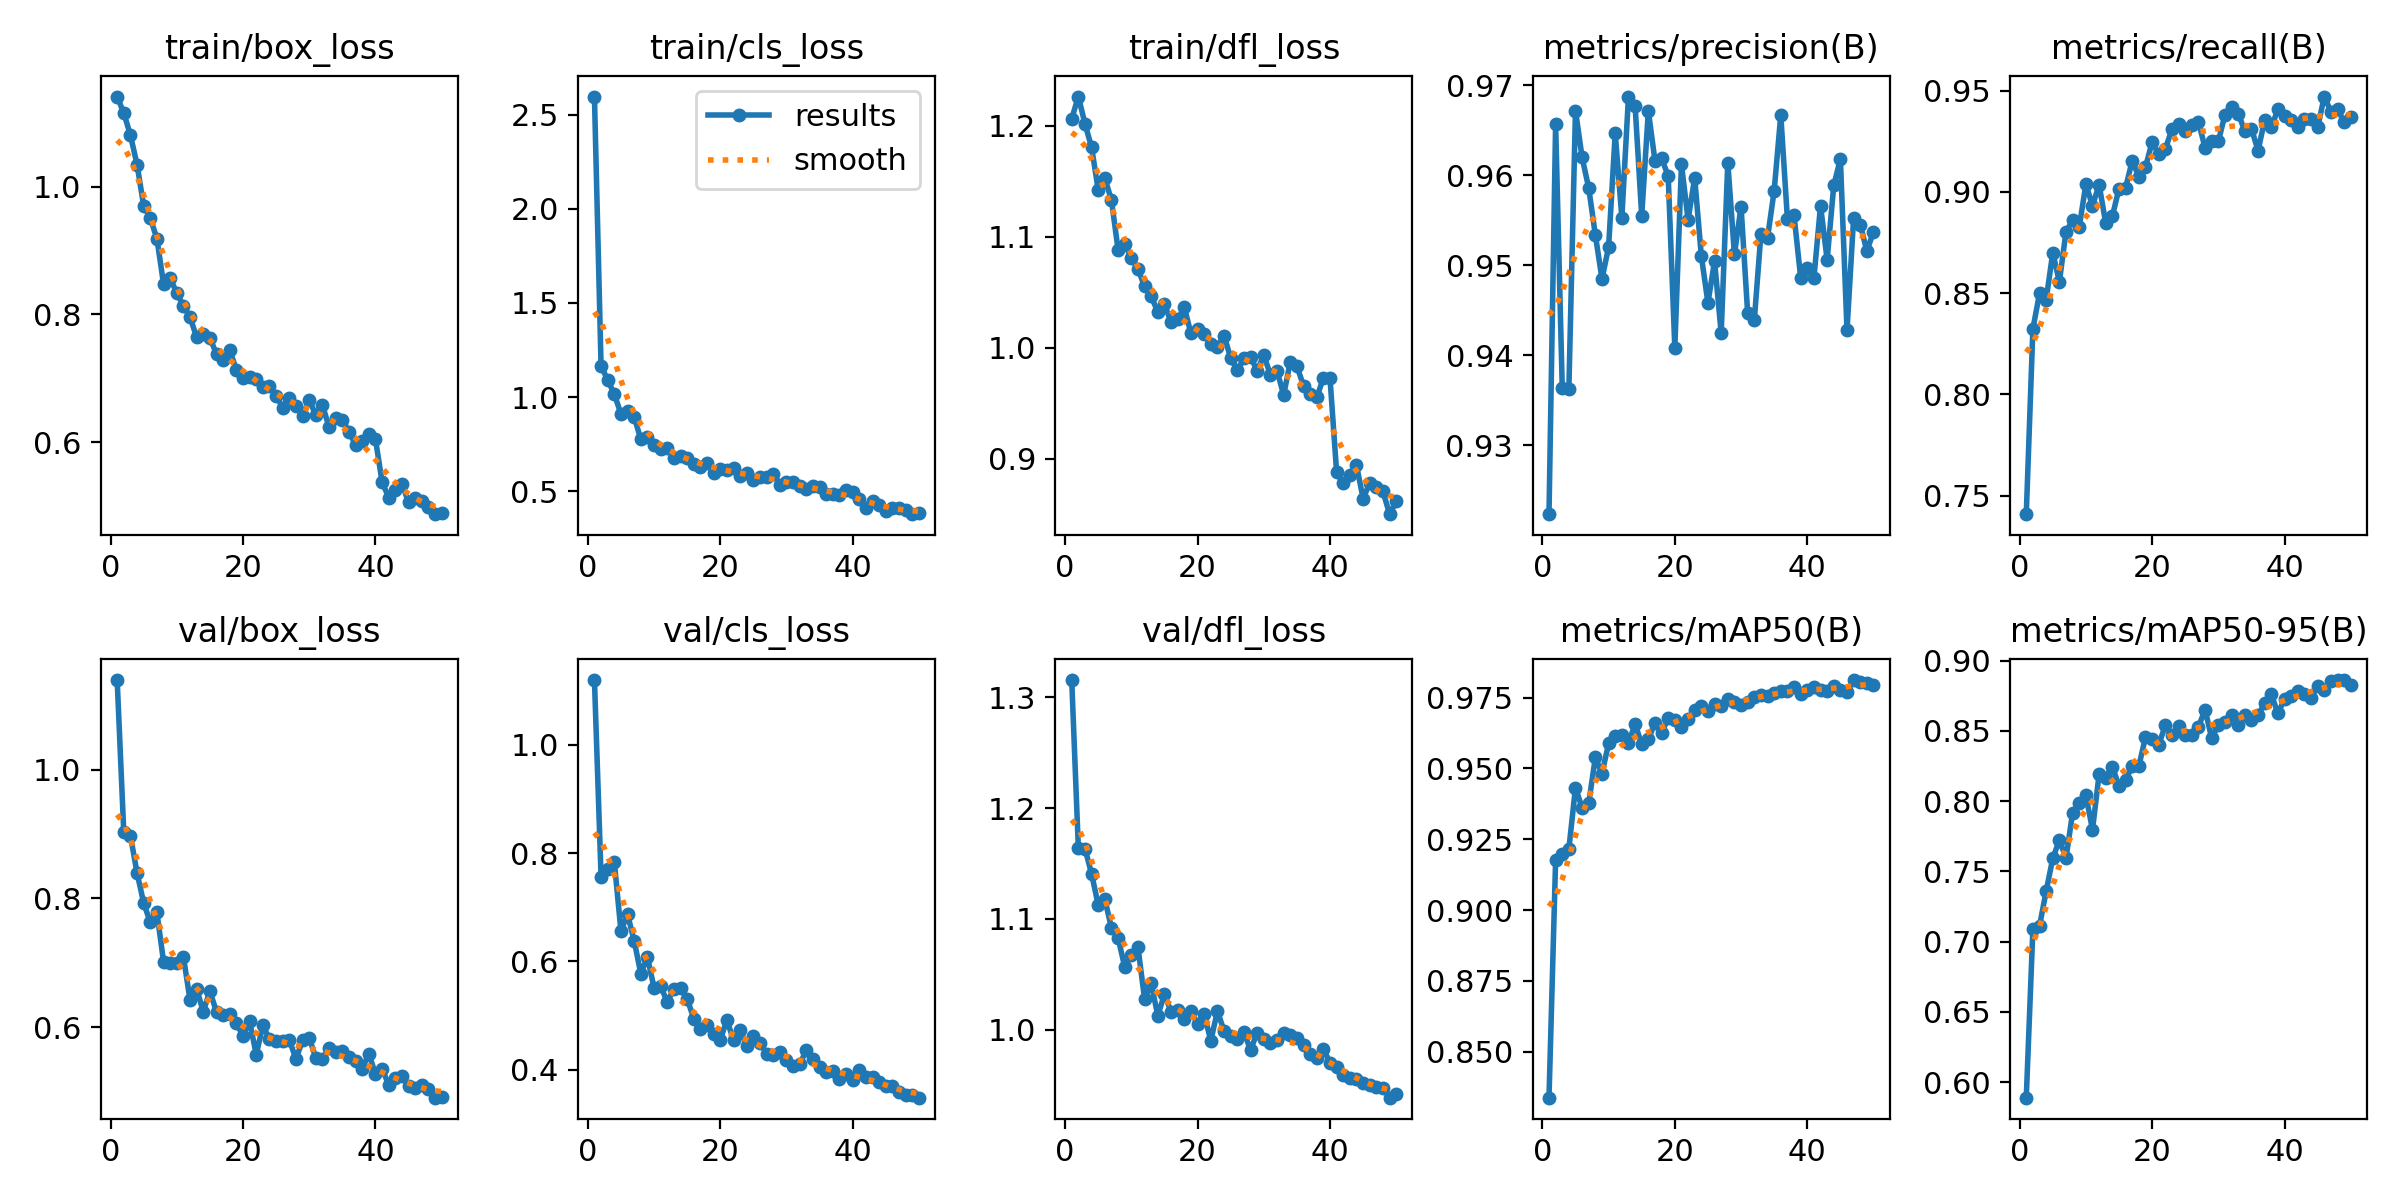 train/box_loss
1.0
0.8
0.6
0 20 40
train/cls_loss
results
smooth
2.5
2.0
1.5
1.0
0.5
0 20 40
train/dfl_loss
1.2
1.1
1.0
0.9
0 20 40
metrics/precision(B)
0.97
0.96
0.95
0.94
0.93
0 20 40
metrics/recall(B)
0.95
0.90
0.85
0.80
0.75
0 20 40
val/box_loss
1.0
0.8
0.6
0 20 40
val/cls_loss
1.0
0.8
0.6
0.4
0 20 40
val/dfl_loss
1.3
1.2
1.1
1.0
0 20 40
metrics/mAP50(B)
0.975
0.950
0.925
0.900
0.875
0.850
0 20 40
metrics/mAP50-95(B)
0.90
0.85
0.80
0.75
0.70
0.65
0.60
0 20 40